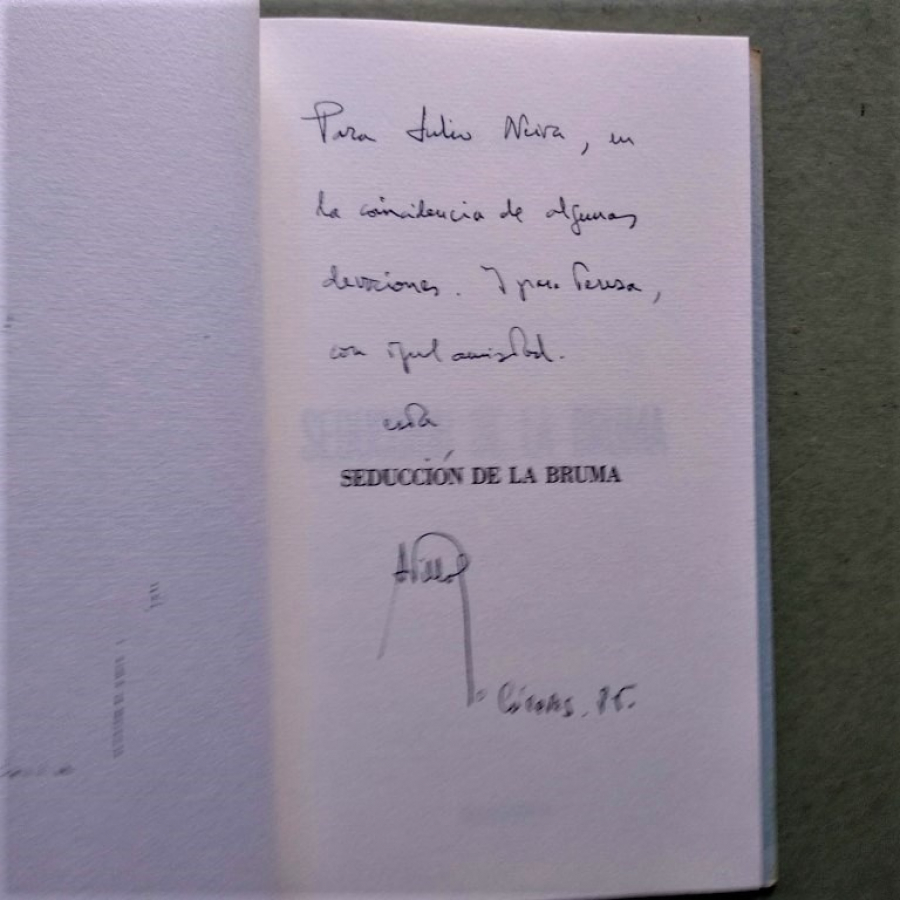 Para Julio Neira, en
la coincidencia de algunas
devociones. Y para Teresa,
con igual amistad.
esta
SEDUCCIÓN DE LA BRUMA
Cáceres, 85.